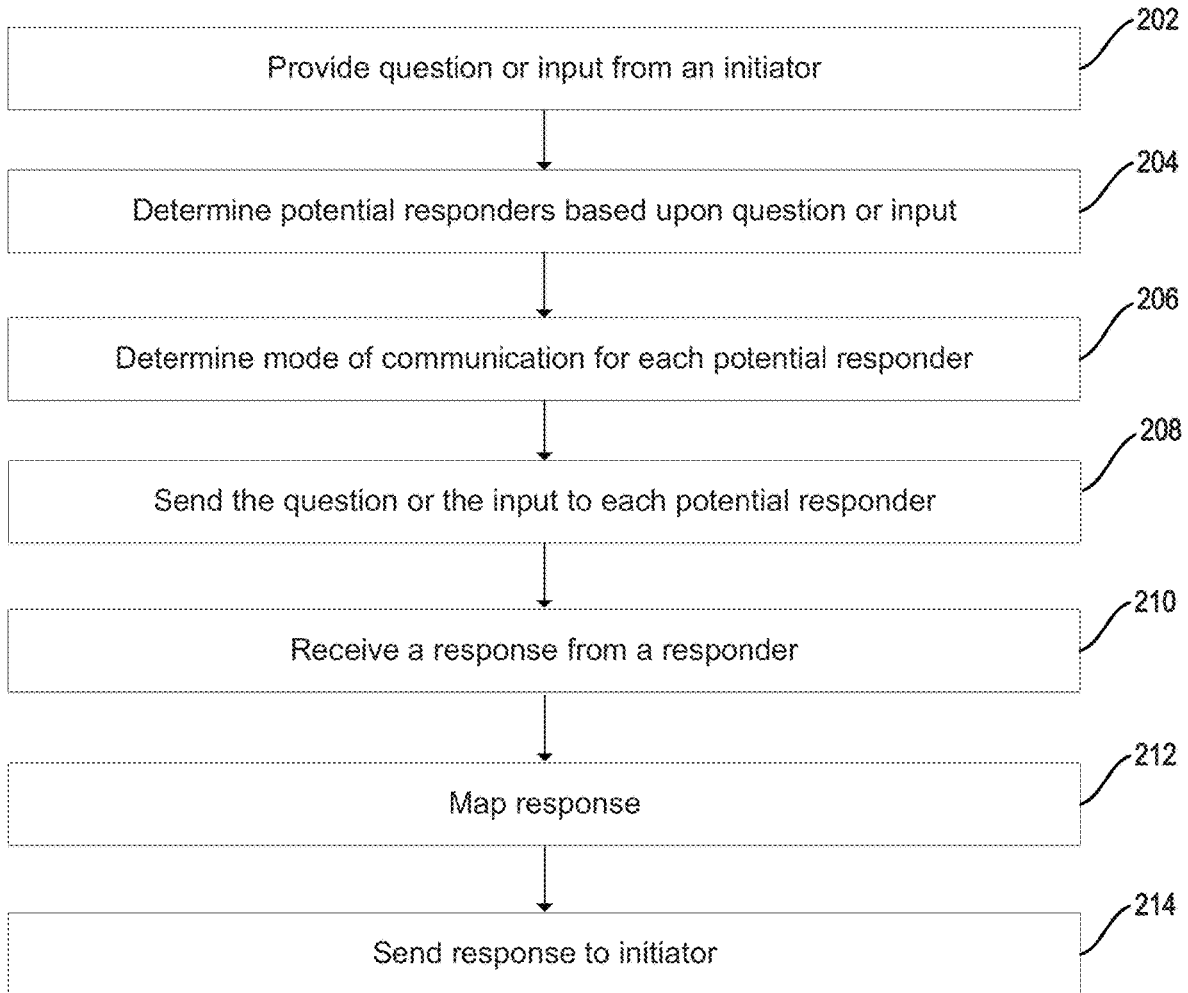 202
Provide question or input from an initiator
204
Determine potential responders based upon question or input
206
Determine mode of communication for each potential responder
208
Send the question or the input to each potential responder
210
Receive a response from a responder
212
Map response
214
Send response to initiator